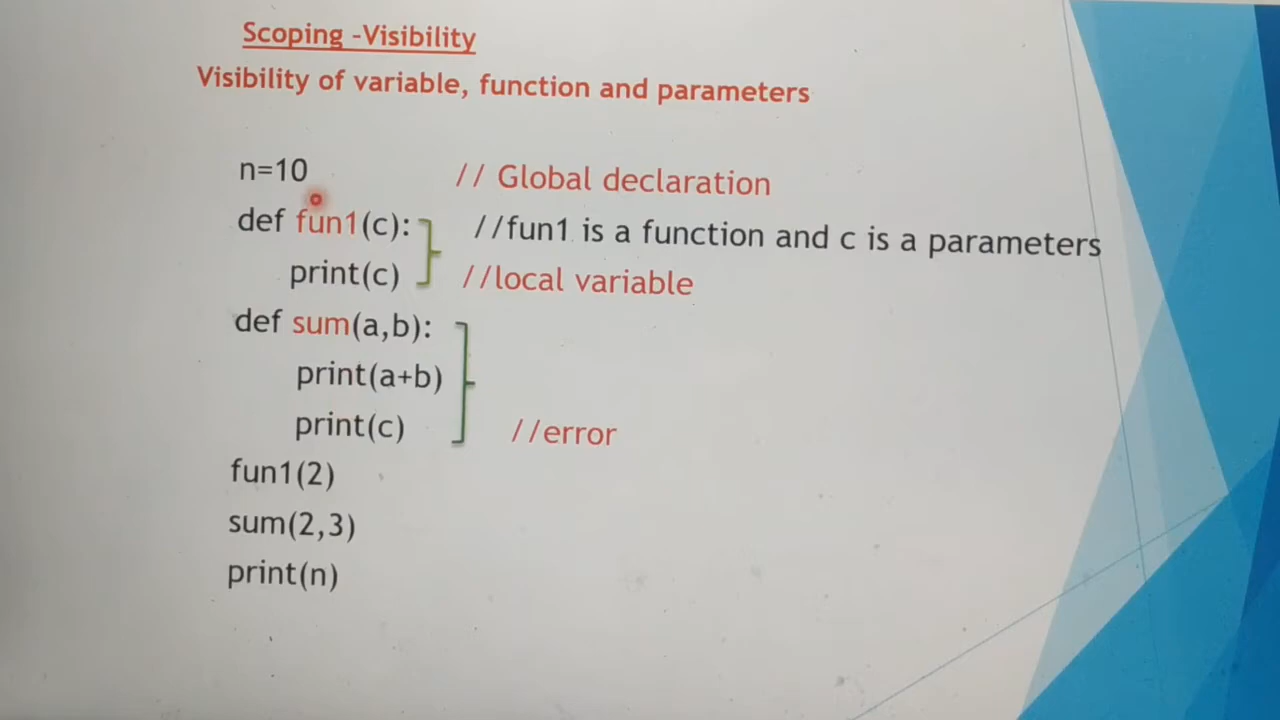 Scoping -Visibility
Visibility of variable, function and parameters
n=10 // Global declaration
def fun1(c): //fun1 is a function and c is a parameters
print(c) //local variable
def sum(a,b):
print(a+b)
print(c) //error
fun1(2)
sum(2,3)
print(n)